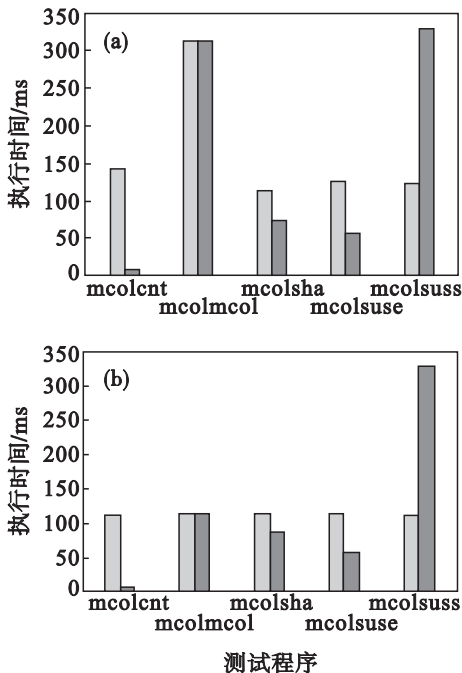 350
(a)
300
250
200
150
100
50
0
执行时间/ms
mcolcnt mcolsha mcolsuss
mcolmcol mcolsuse
350
(b)
300
250
200
150
100
50
0
执行时间/ms
mcolcnt mcolsha mcolsuss
mcolmcol mcolsuse
测试程序